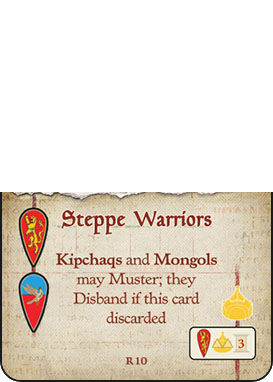 Steppe Warriors
Kipchaqs and Mongols
may Muster; they
Disband if this card
discarded
3
R 10